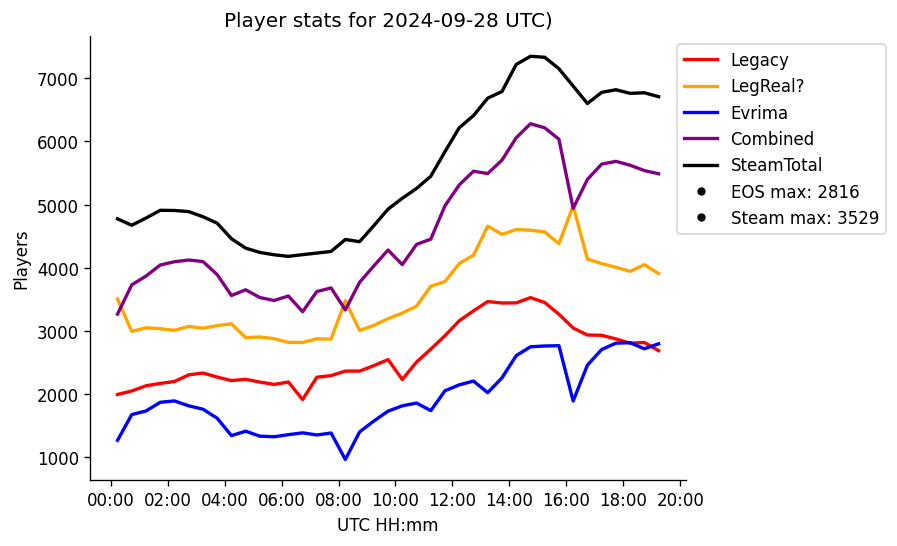 Player stats for 2024-09-28 UTC)
Legacy
LegReal?
Evrima
Combined
SteamTotal
EOS max: 2816
Steam max: 3529
Players
7000
6000
5000
4000
3000
2000
1000
00:00 02:00 04:00 06:00 08:00 10:00 12:00 14:00 16:00 18:00 20:00
UTC HH:mm